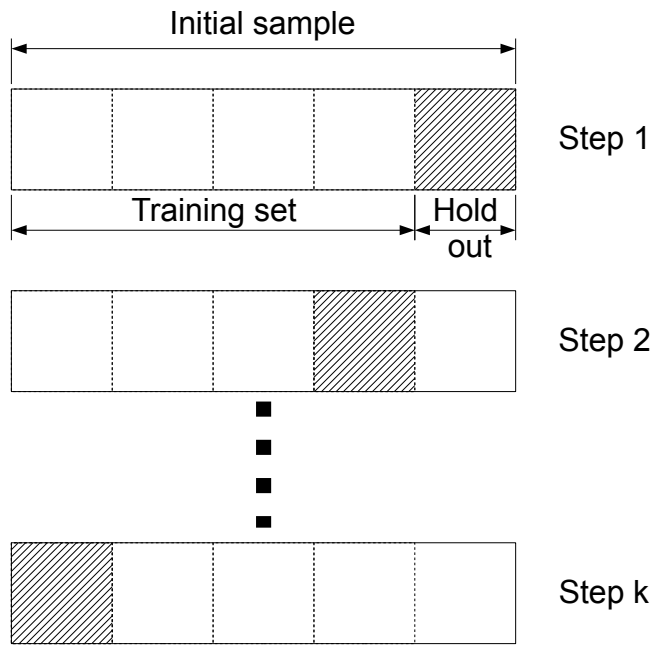 Initial sample
Step 1
Training set
Hold
out
Step 2
Step k